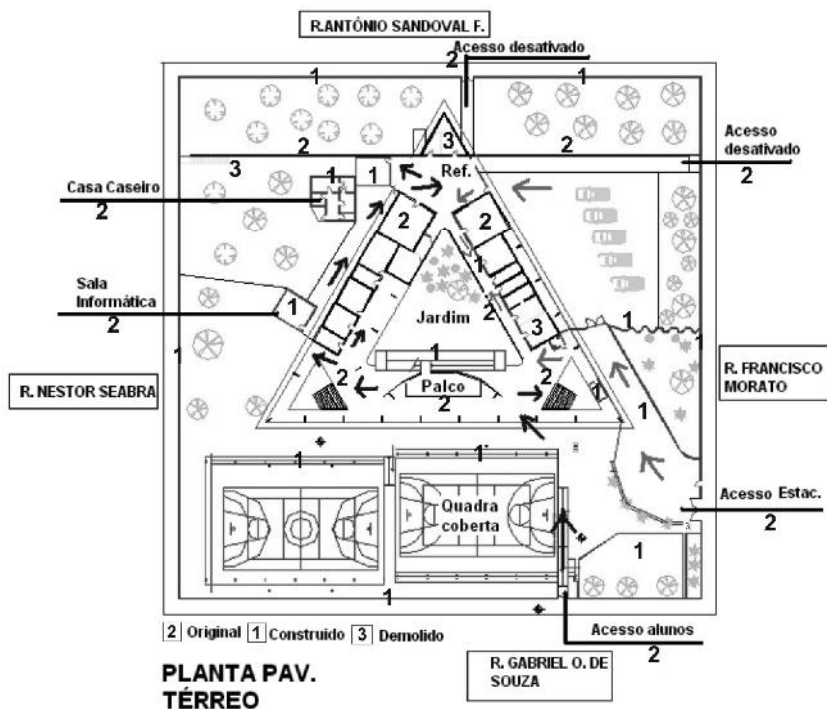 R.ANTÔNIO SANDOVAL F.
Acesso desativado
2
1
1
2
3
2
Acesso
desativado
2
3
1
1
Ref.
Casa Caseiro
2
2
2
1
Sala
Informática
2
1
Jardim
2
3
1
1
1
R. NESTOR SEABRA
1
2
Palco
2
2
1
1
R. FRANCISCO
MORATO
1
1
Quadra
coberta
Acesso Estac.
2
1
1
2 Original 1 Construido 3 Demolido
Acesso alunos
2
PLANTA PAV.
TÉRREO
R. GABRIEL O. DE
SOUZA